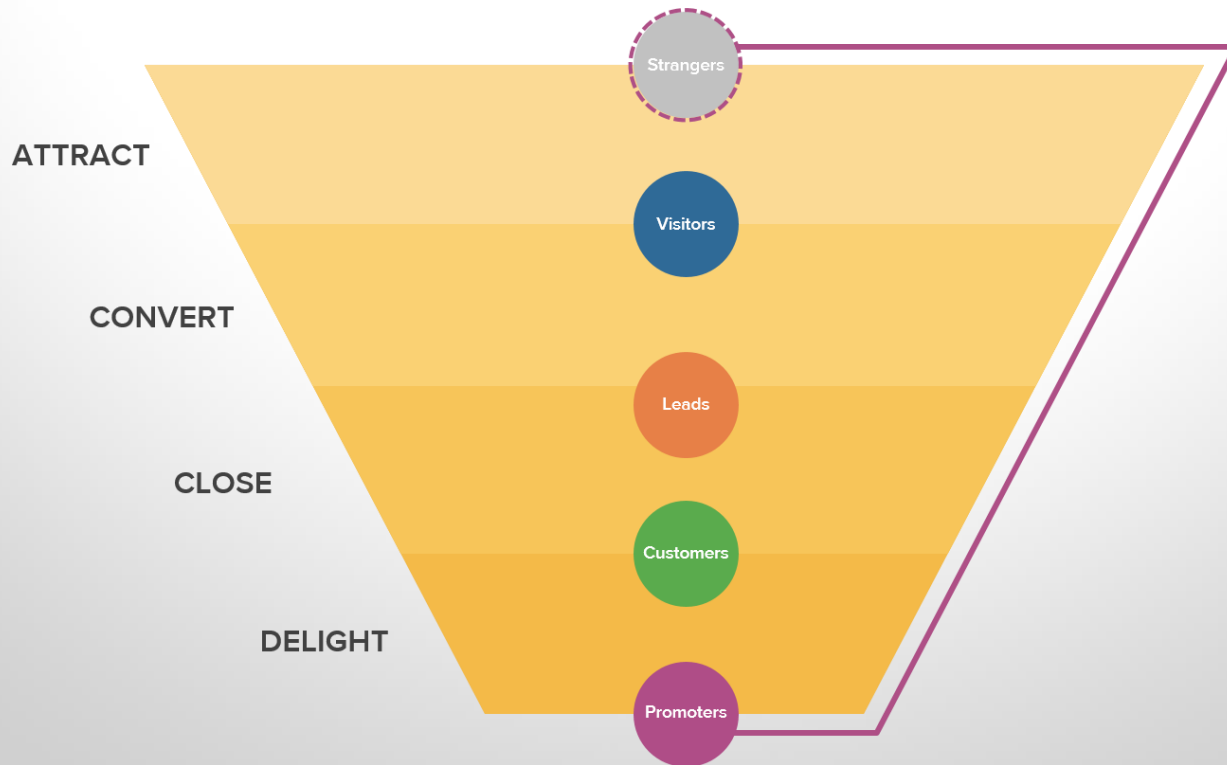 Strangers
ATTRACT
Visitors
CONVERT
Leads
CLOSE
Customers
DELIGHT
Promoters